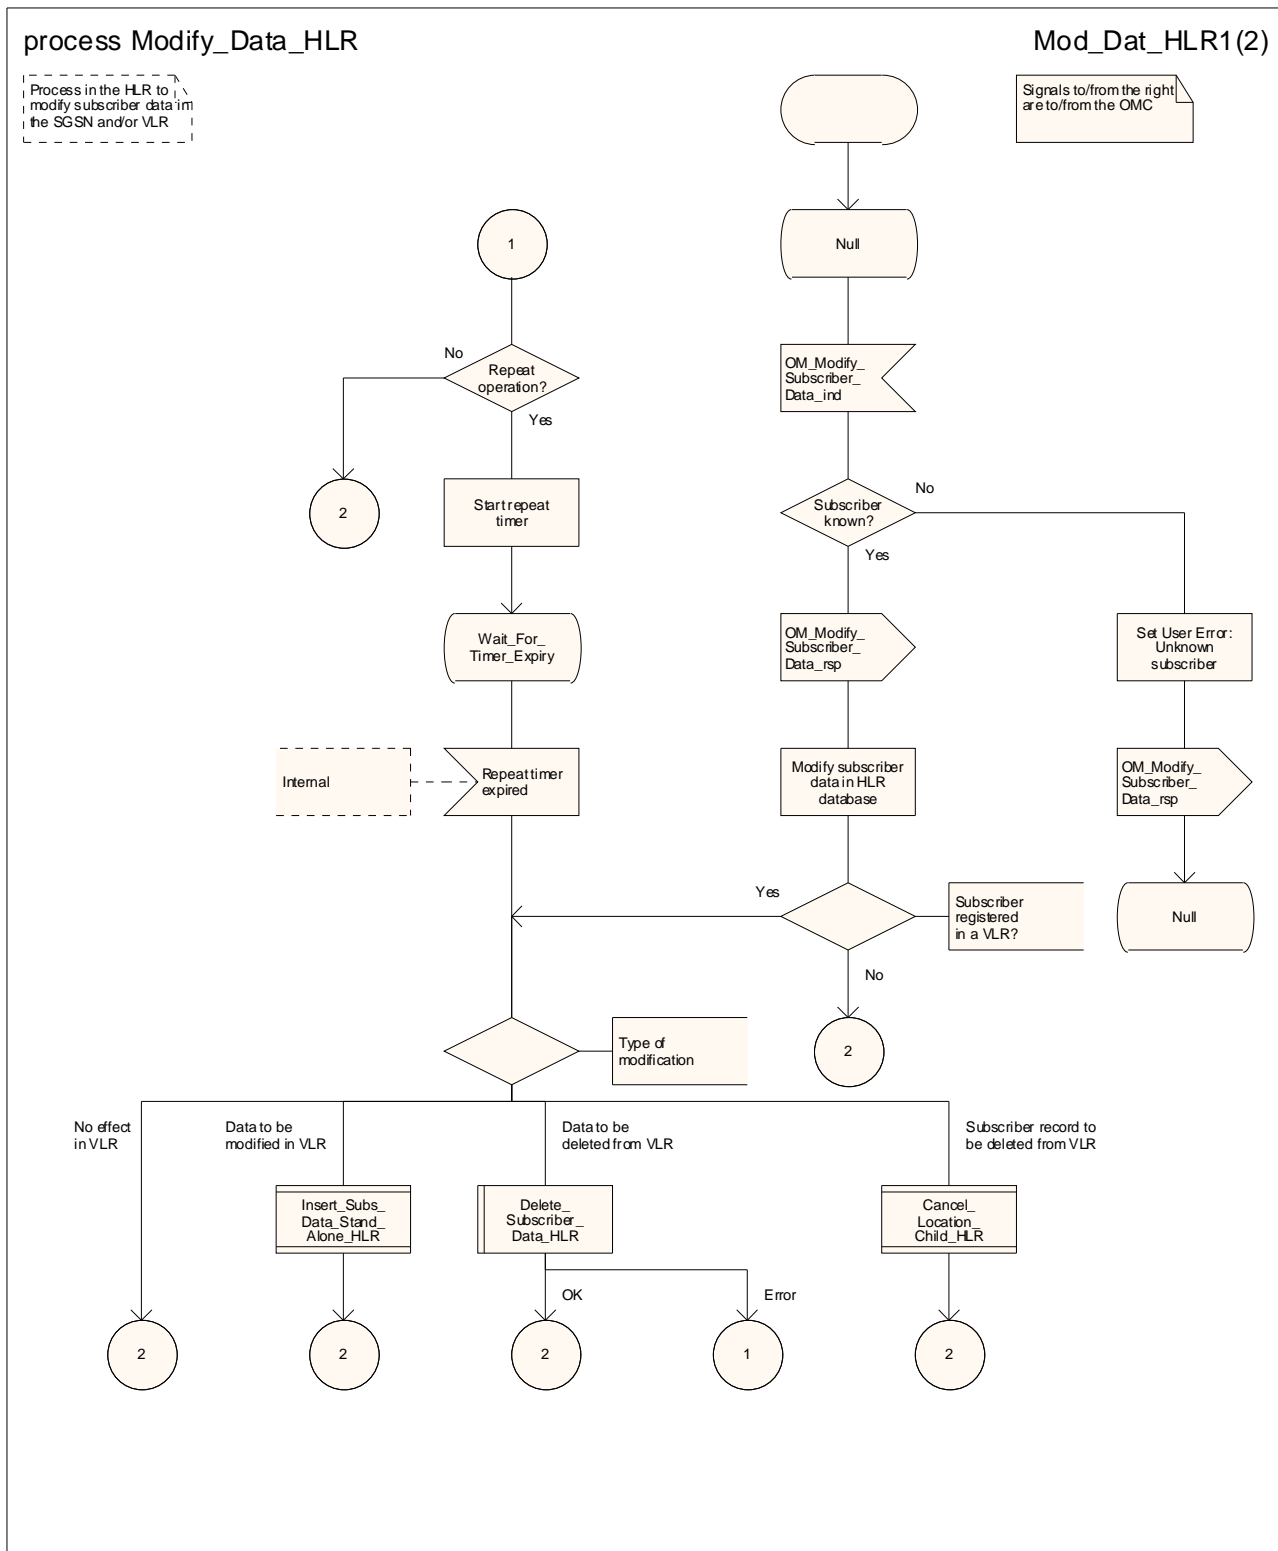 process Modify_Data_HLR
Mod_Dat_HLR1(2)
Process in the HLR to
modify subscriber data in
the SGSN and/or VLR
Signals to/from the right
are to/from the OMC
Null
1
OM_Modify_
Subscriber_
Data_ind
No
Repeat
operation?
Yes
2
Start repeat
timer
Subscriber
known?
No
Yes
Wait_For_
Timer_Expiry
OM_Modify_
Subscriber_
Data_rsp
Set User Error:
Unknown
subscriber
Internal
Repeat timer
expired
Modify subscriber
data in HLR
database
OM_Modify_
Subscriber_
Data_rsp
Yes
Subscriber
registered
in a VLR?
Null
No
2
Type of
modification
No effect
in VLR
Data to be
modified in VLR
Data to be
deleted from VLR
Subscriber record to
be deleted from VLR
Insert_Subs_
Data_Stand_
Alone_HLR
Delete_
Subscriber_
Data_HLR
Cancel_
Location_
Child_HLR
OK
Error
2
2
2
1
2